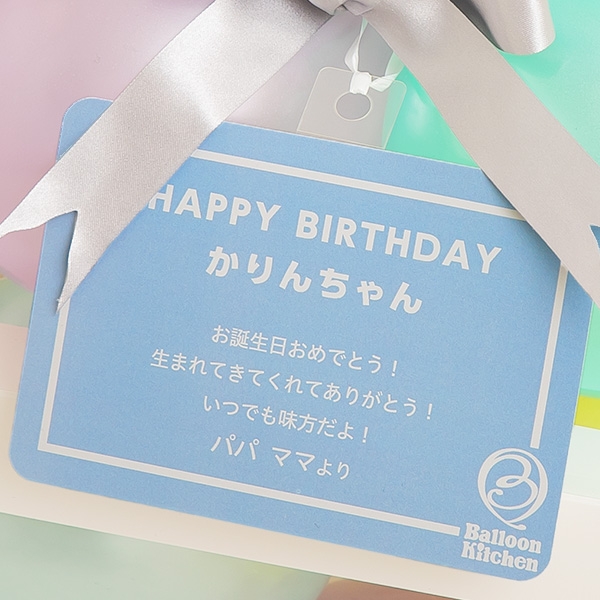 HAPPY BIRTHDAY
かりんちゃん
お誕生日おめでとう！
生まれてきてくれてありがとう！
いつでも味方だよ！
パパ ママより
Balloon
Kitchen